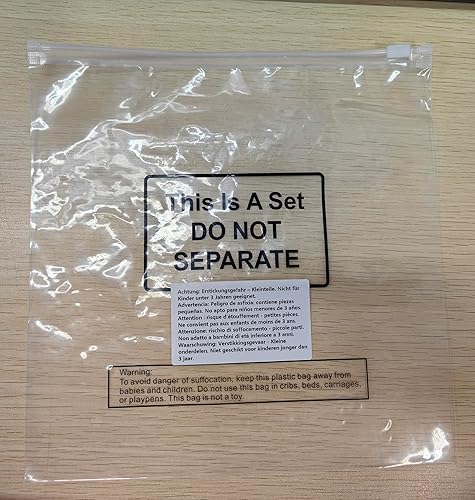 This Is A Set
DO NOT
SEPARATE
Achtung: Erstickungsgefahr – Kleinteile. Nicht für
Kinder unter 3 Jahren geeignet.
Advertencia: Peligro de asfixia: contiene piezas
pequeñas. No apto para niños menores de 3 años.
Attention : risque d'étouffement - petites pièces.
Ne convient pas aux enfants de moins de 3 ans.
Attenzione: rischio di soffocamento - piccole parti.
Non adatto a bambini di età inferiore a 3 anni.
Waarschuwing: Verstikkingsgevaar - Kleine
onderdelen. Niet geschikt voor kinderen jonger dan
3 jaar.
Warning:
To avoid danger of suffocation, keep this plastic bag away from
babies and children. Do not use this bag in cribs, beds, carriages,
or playpens. This bag is not a toy.